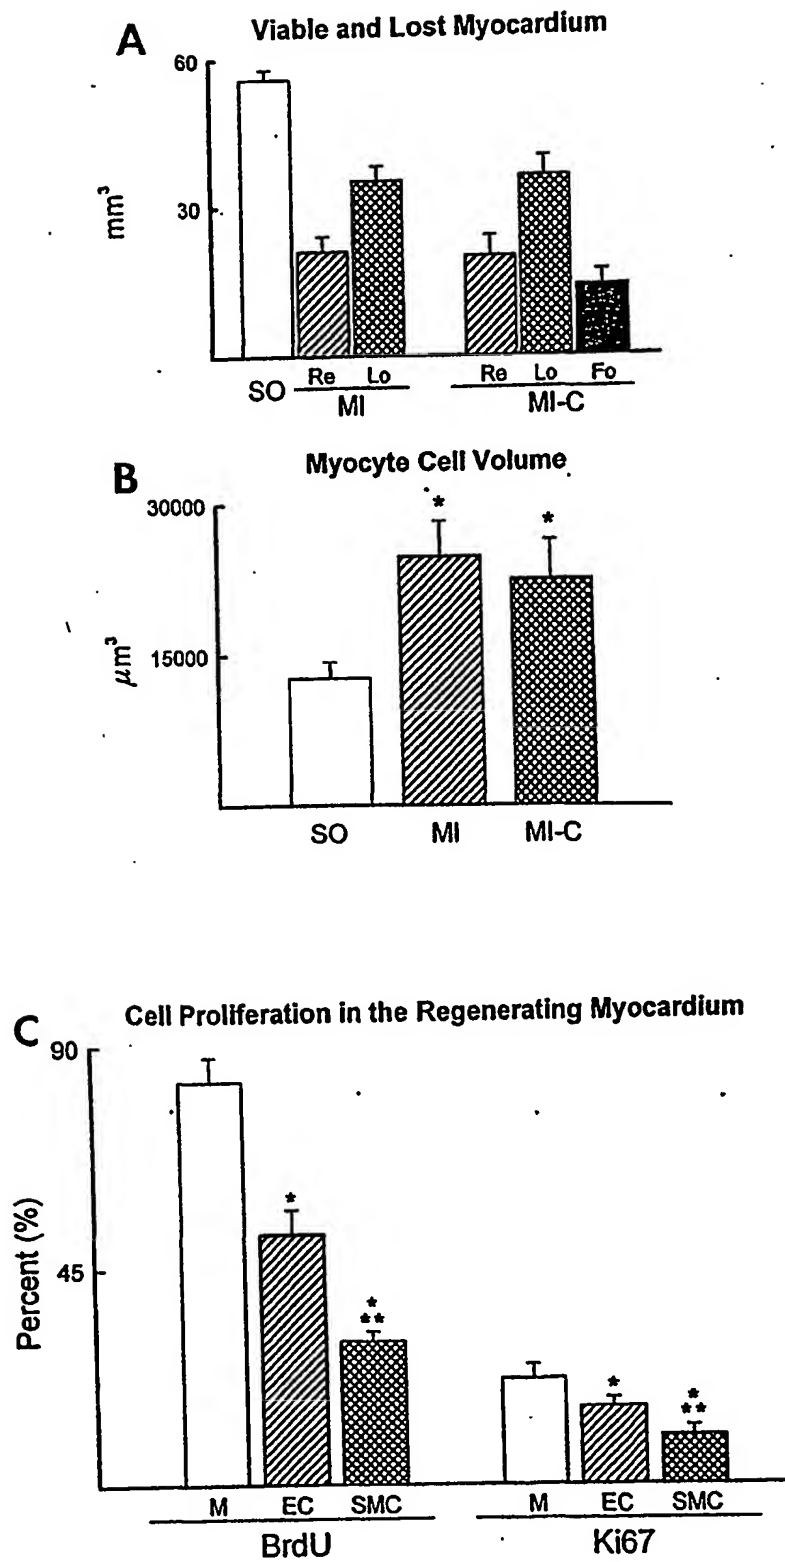 A Viable and Lost Myocardium
60
mm³
30
Re Lo Re Lo Fo
SO MI MI-C
B Myocyte Cell Volume
30000
* *
μm³
15000
SO MI MI-C
C Cell Proliferation in the Regenerating Myocardium
90
*
Percent (%)
45
*
**
* *
**
M EC SMC M EC SMC
BrdU Ki67